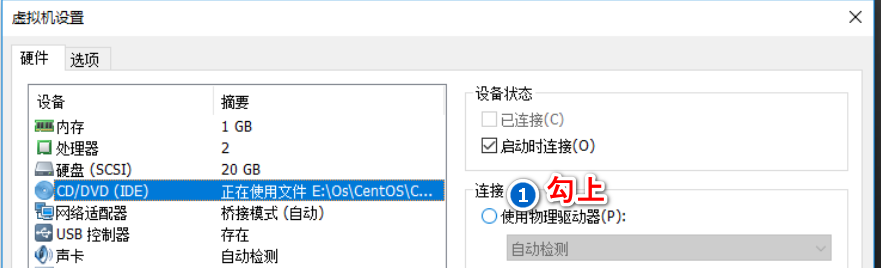 虚拟机设置
硬件 选项
设备 摘要
内存 1 GB
处理器 2
硬盘 (SCSI) 20 GB
CD/DVD (IDE) 正在使用文件 E:\Os\CentOS\C...
网络适配器 桥接模式 (自动)
USB 控制器 存在
声卡 自动检测
设备状态
已连接(C)
启动时连接(O)
连接
1 勾上
使用物理驱动器(P):
自动检测